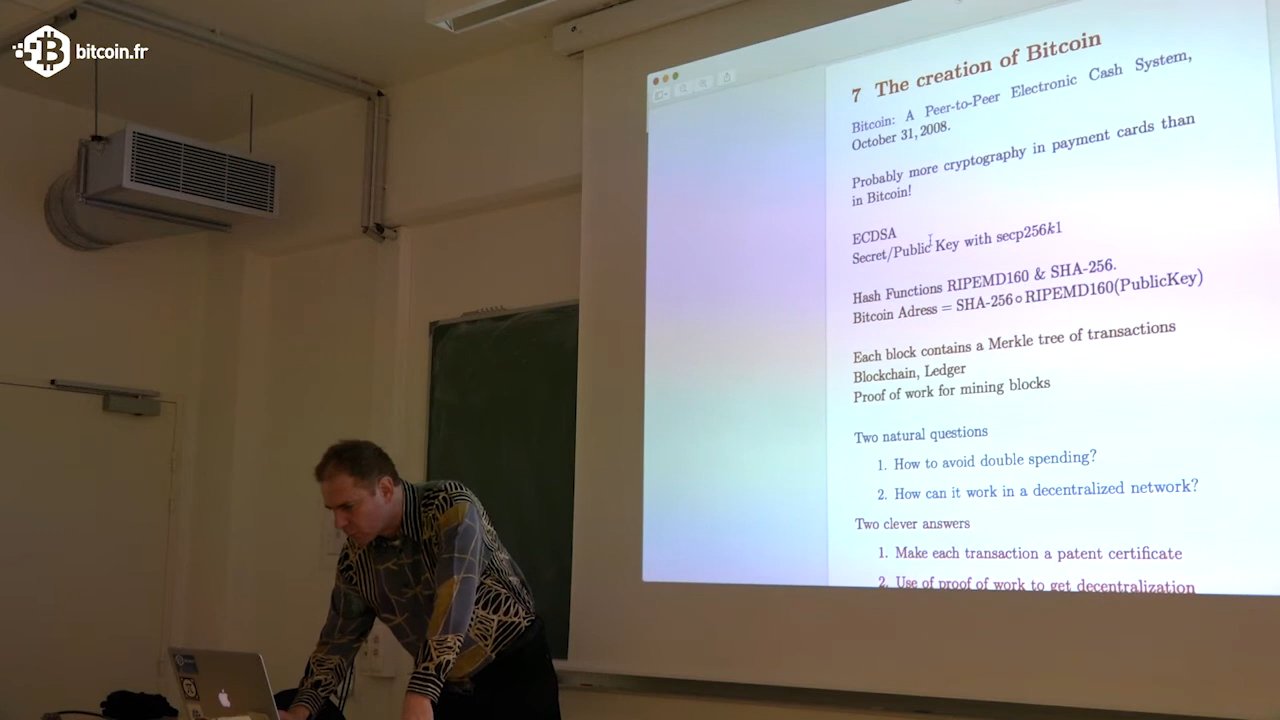 bitcoin.fr
7 The creation of Bitcoin
Bitcoin: A Peer-to-Peer Electronic Cash System,
October 31, 2008.
Probably more cryptography in payment cards than
in Bitcoin!
ECDSA
Secret/Public Key with secp256k1
Hash Functions RIPEMD160 & SHA-256.
Bitcoin Adress = SHA-256∘RIPEMD160(PublicKey)
Each block contains a Merkle tree of transactions
Blockchain, Ledger
Proof of work for mining blocks
Two natural questions
1. How to avoid double spending?
2. How can it work in a decentralized network?
Two clever answers
1. Make each transaction a patent certificate
2. Use of proof of work to get decentralization